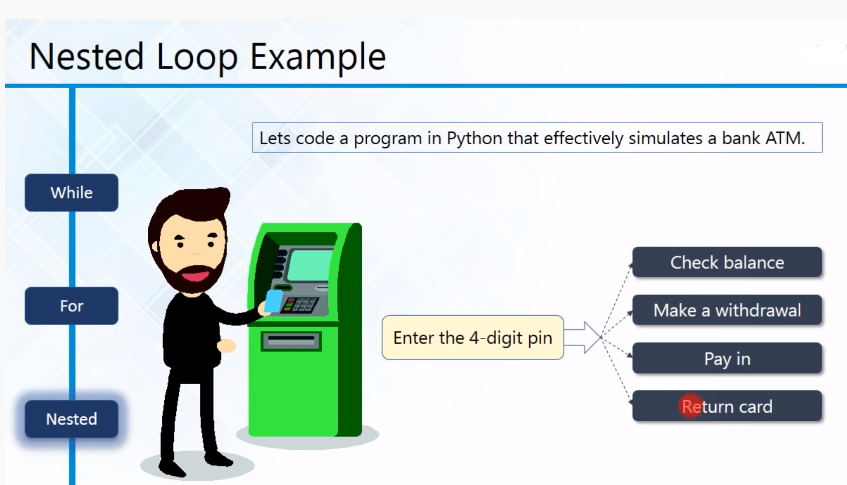 Nested Loop Example
Lets code a program in Python that effectively simulates a bank ATM.
While
For
Nested
Enter the 4-digit pin
Check balance
Make a withdrawal
Pay in
Return card